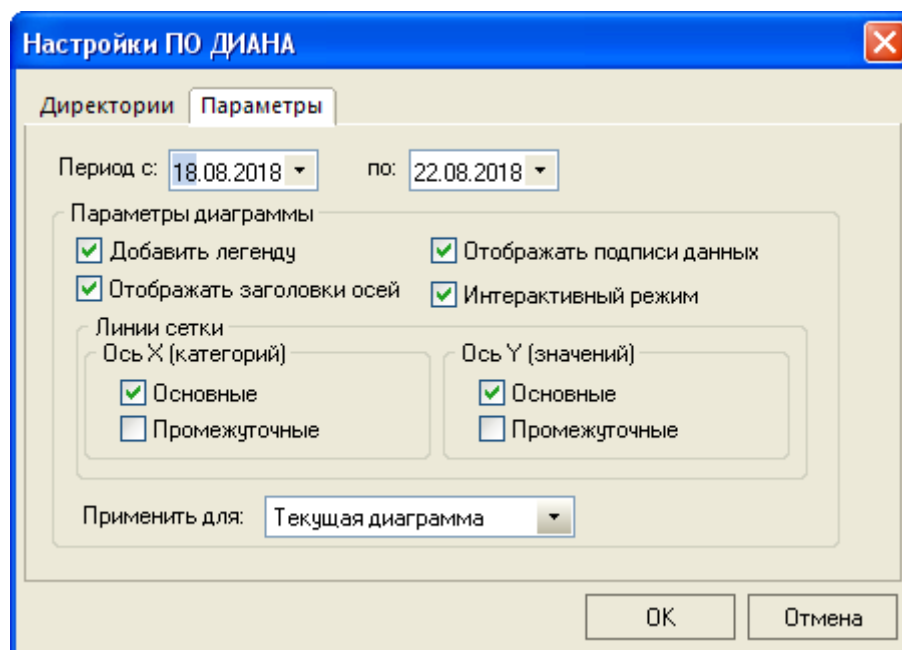 Настройки ПО ДИАНА
Директории Параметры
Период с: 18.08.2018 по: 22.08.2018
Параметры диаграммы
Добавить легенду Отображать подписи данных
Отображать заголовки осей Интерактивный режим
Линии сетки
Ось X (категорий) Ось Y (значений)
Основные Основные
Промежуточные Промежуточные
Применить для: Текущая диаграмма
OK Отмена